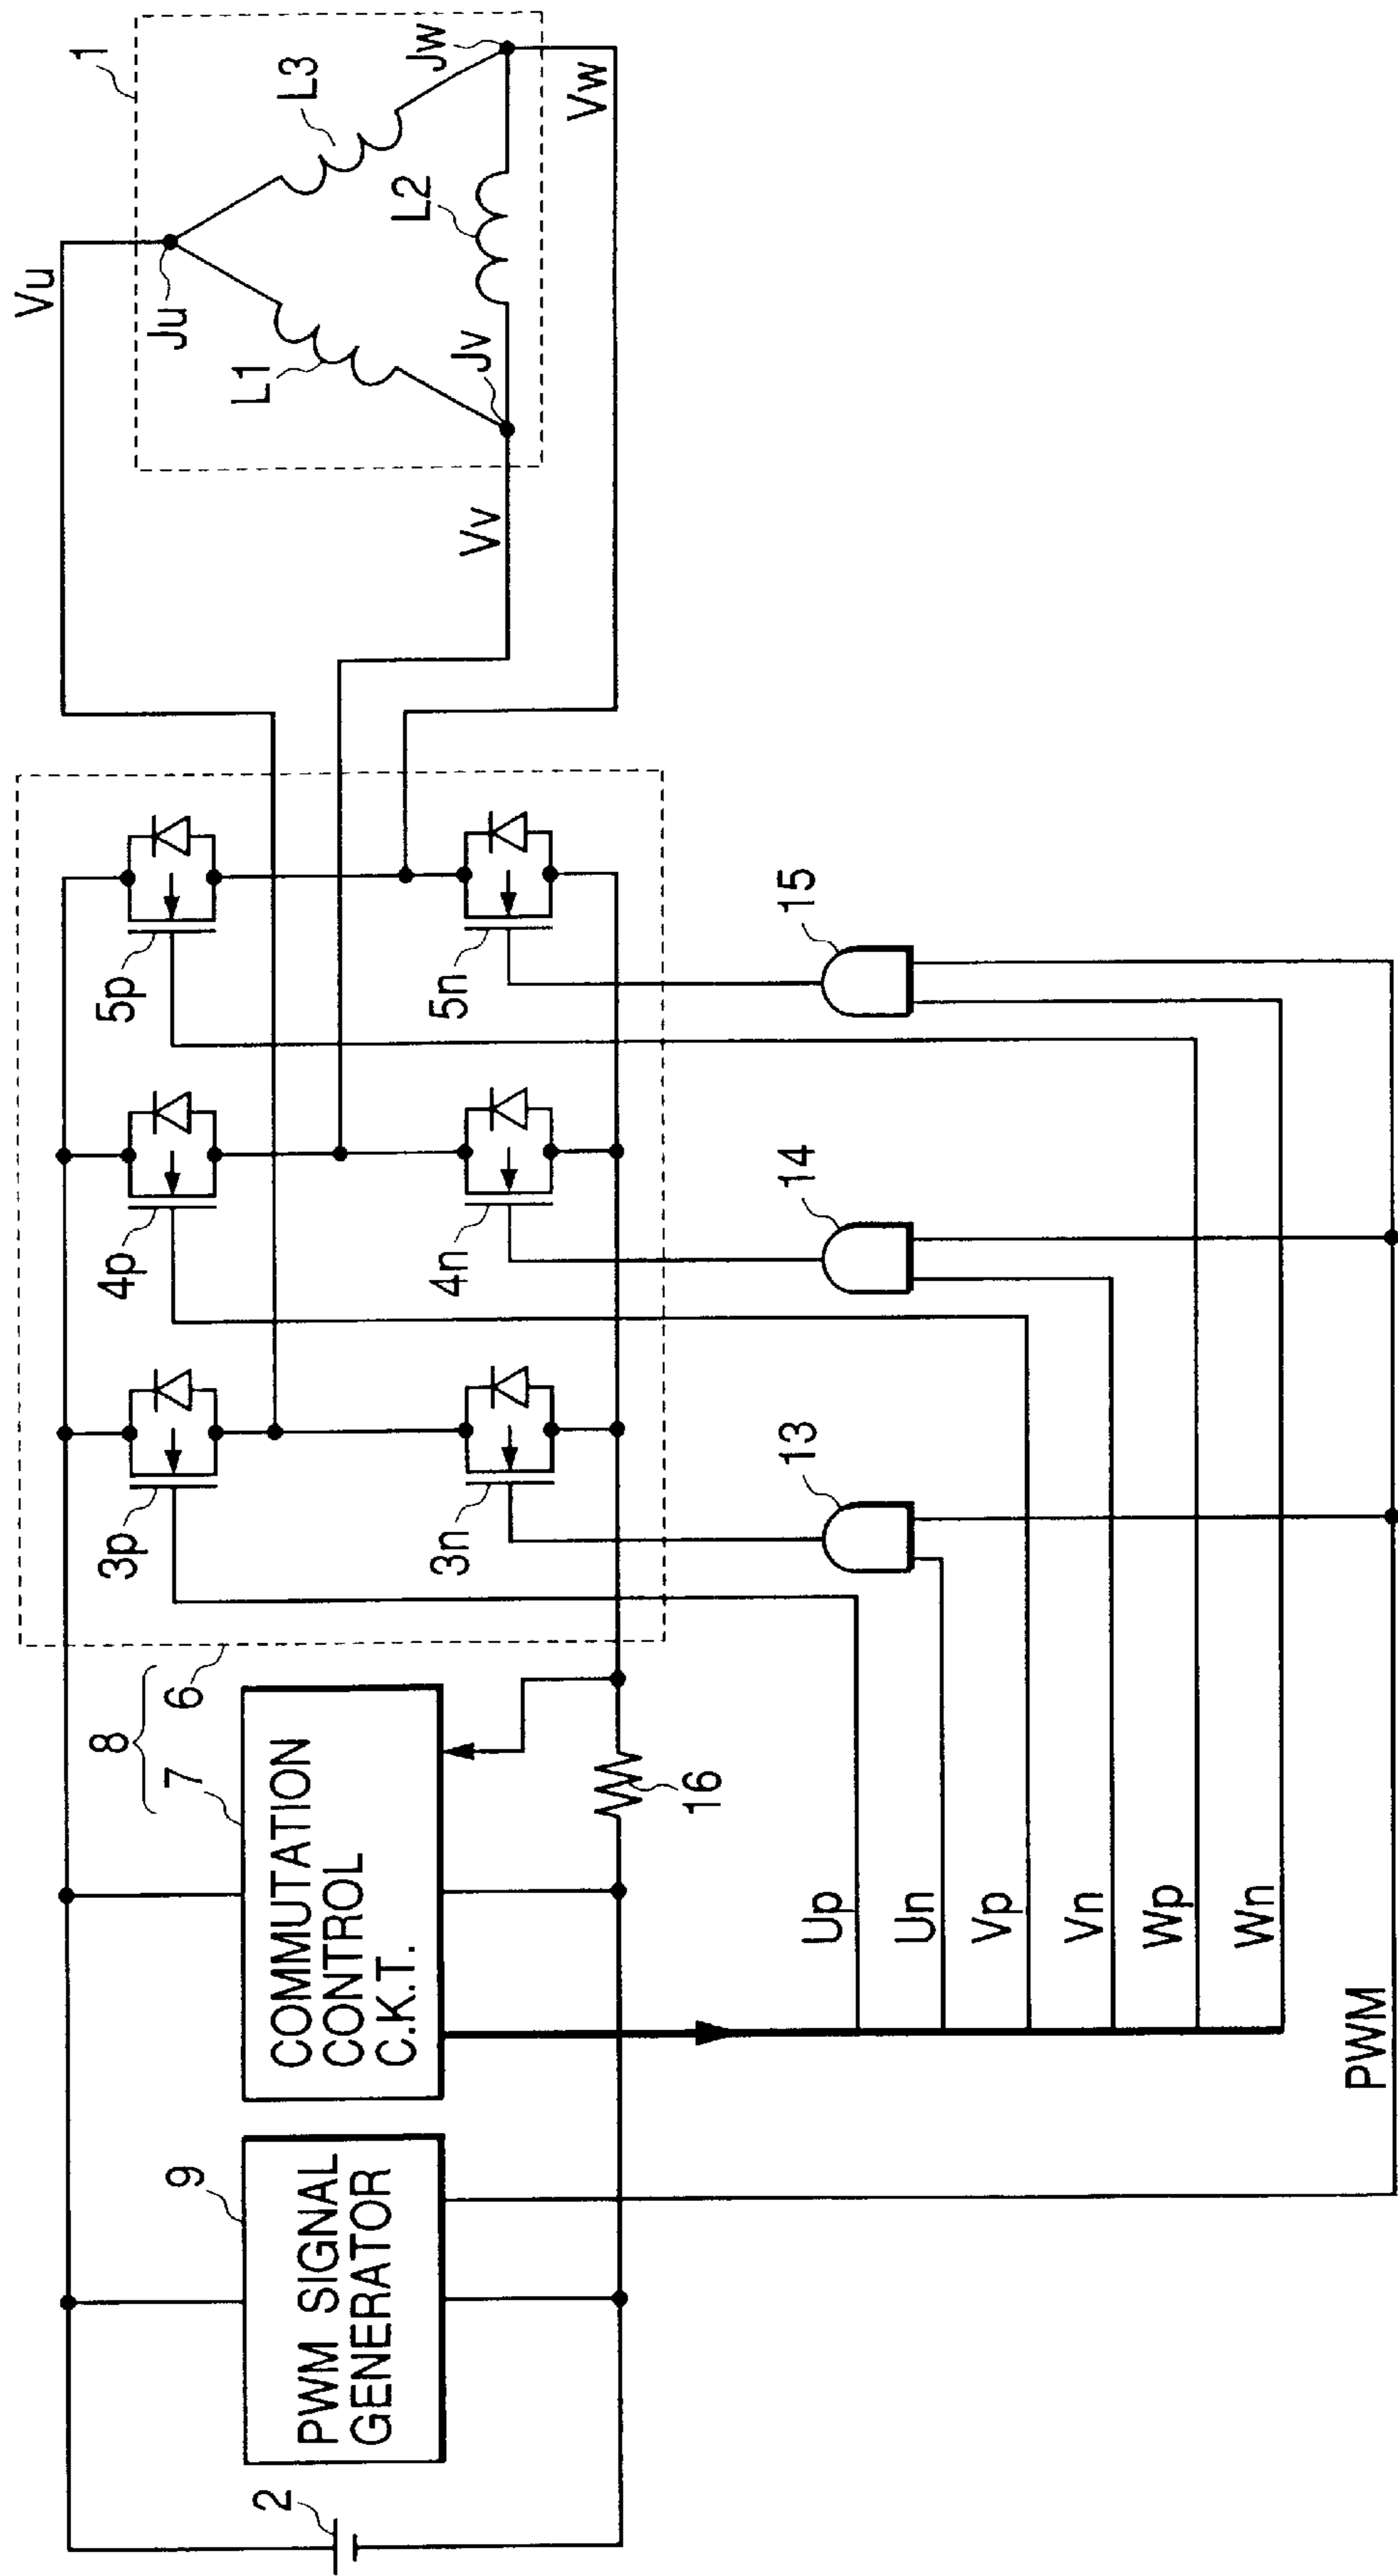 1
Vu
Ju
L1
L3
L2
Jv
Jw
Vv
Vw
8
7
6
3p
4p
5p
3n
4n
5n
9
PWM SIGNAL
GENERATOR
COMMUTATION
CONTROL
C.K.T.
2
16
13
14
15
Up
Un
Vp
Vn
Wp
Wn
PWM